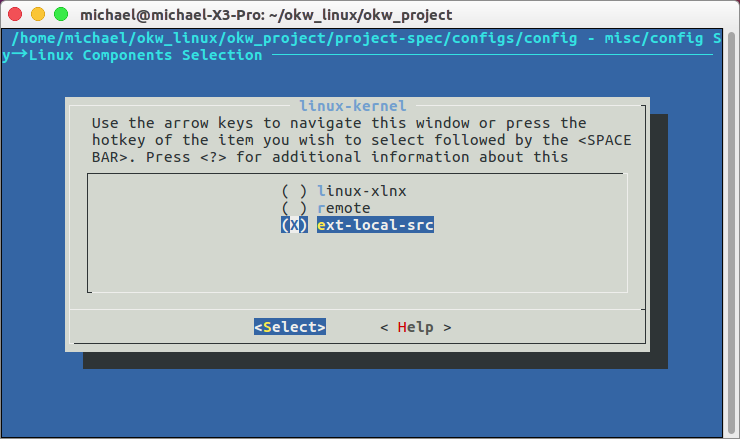 michael@michael-X3-Pro: ~/okw_linux/okw_project
/home/michael/okw_linux/okw_project/project-spec/configs/config - misc/config S
y→Linux Components Selection
linux-kernel
Use the arrow keys to navigate this window or press the
hotkey of the item you wish to select followed by the <SPACE
BAR>. Press <?> for additional information about this
( ) linux-xlnx
( ) remote
(X) ext-local-src
<Select> < Help >